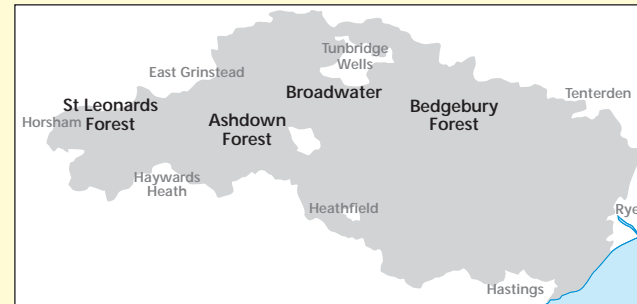 Tunbridge
Wells
East Grinstead
Broadwater
Bedgebury
Forest
Tenterden
St Leonards
Forest
Horsham
Ashdown
Forest
Haywards
Heath
Heathfield
Rye
Hastings